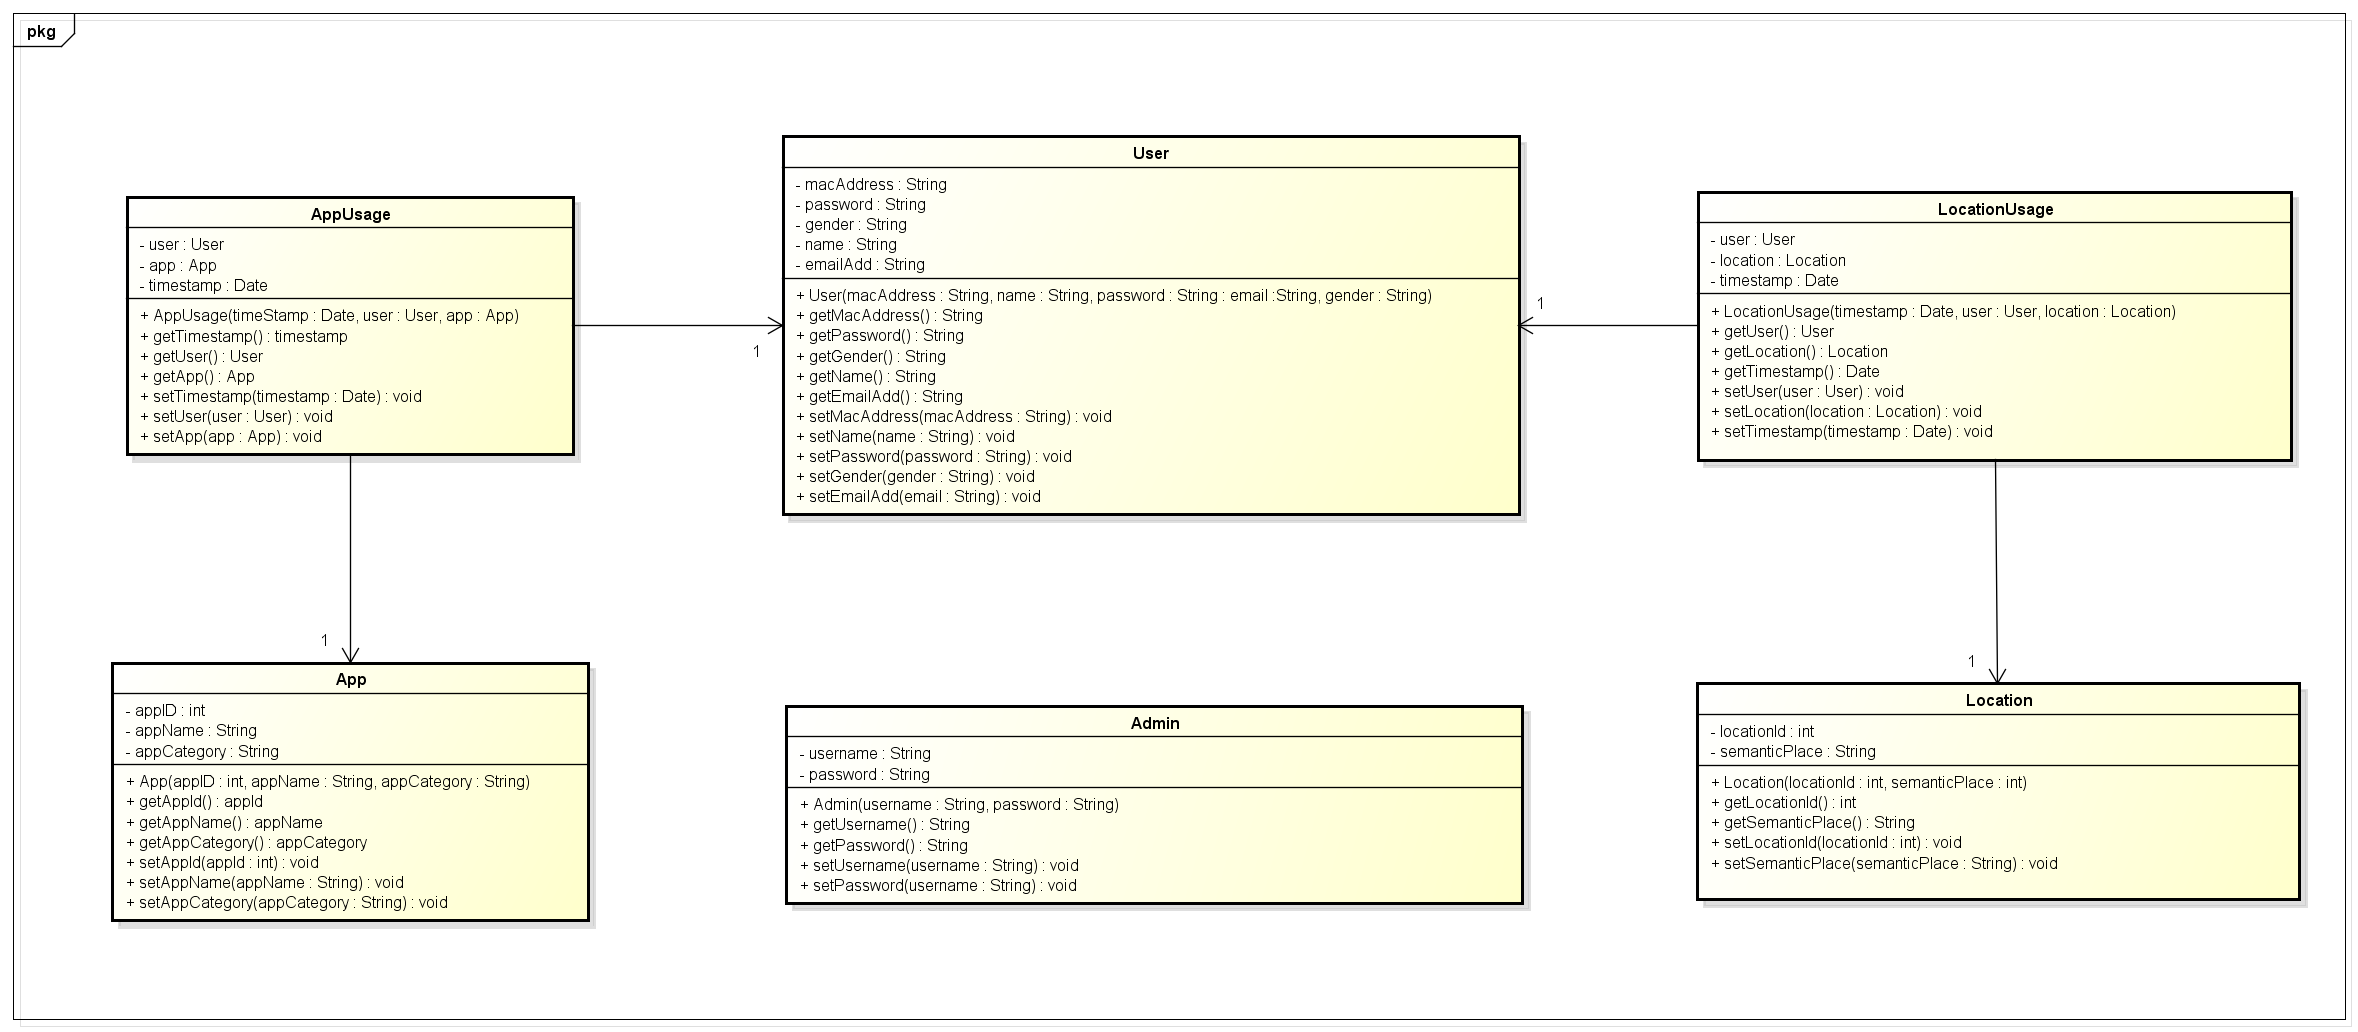 pkg
AppUsage
- user : User
- app : App
- timestamp : Date
+ AppUsage(timeStamp : Date, user : User, app : App)
+ getTimestamp() : timestamp
+ getUser() : User
+ getApp() : App
+ setTimestamp(timestamp : Date) : void
+ setUser(user : User) : void
+ setApp(app : App) : void
1
User
- macAddress : String
- password : String
- gender : String
- name : String
- emailAdd : String
+ User(macAddress : String, name : String, password : String : email :String, gender : String)
+ getMacAddress() : String
+ getPassword() : String
+ getGender() : String
+ getName() : String
+ getEmailAdd() : String
+ setMacAddress(macAddress : String) : void
+ setName(name : String) : void
+ setPassword(password : String) : void
+ setGender(gender : String) : void
+ setEmailAdd(email : String) : void
1
LocationUsage
- user : User
- location : Location
- timestamp : Date
+ LocationUsage(timestamp : Date, user : User, location : Location)
+ getUser() : User
+ getLocation() : Location
+ getTimestamp() : Date
+ setUser(user : User) : void
+ setLocation(location : Location) : void
+ setTimestamp(timestamp : Date) : void
1
App
- appID : int
- appName : String
- appCategory : String
+ App(appID : int, appName : String, appCategory : String)
+ getAppId() : appId
+ getAppName() : appName
+ getAppCategory() : appCategory
+ setAppId(appId : int) : void
+ setAppName(appName : String) : void
+ setAppCategory(appCategory : String) : void
Admin
- username : String
- password : String
+ Admin(username : String, password : String)
+ getUsername() : String
+ getPassword() : String
+ setUsername(username : String) : void
+ setPassword(username : String) : void
1
Location
- locationId : int
- semanticPlace : String
+ Location(locationId : int, semanticPlace : int)
+ getLocationId() : int
+ getSemanticPlace() : String
+ setLocationId(locationId : int) : void
+ setSemanticPlace(semanticPlace : String) : void